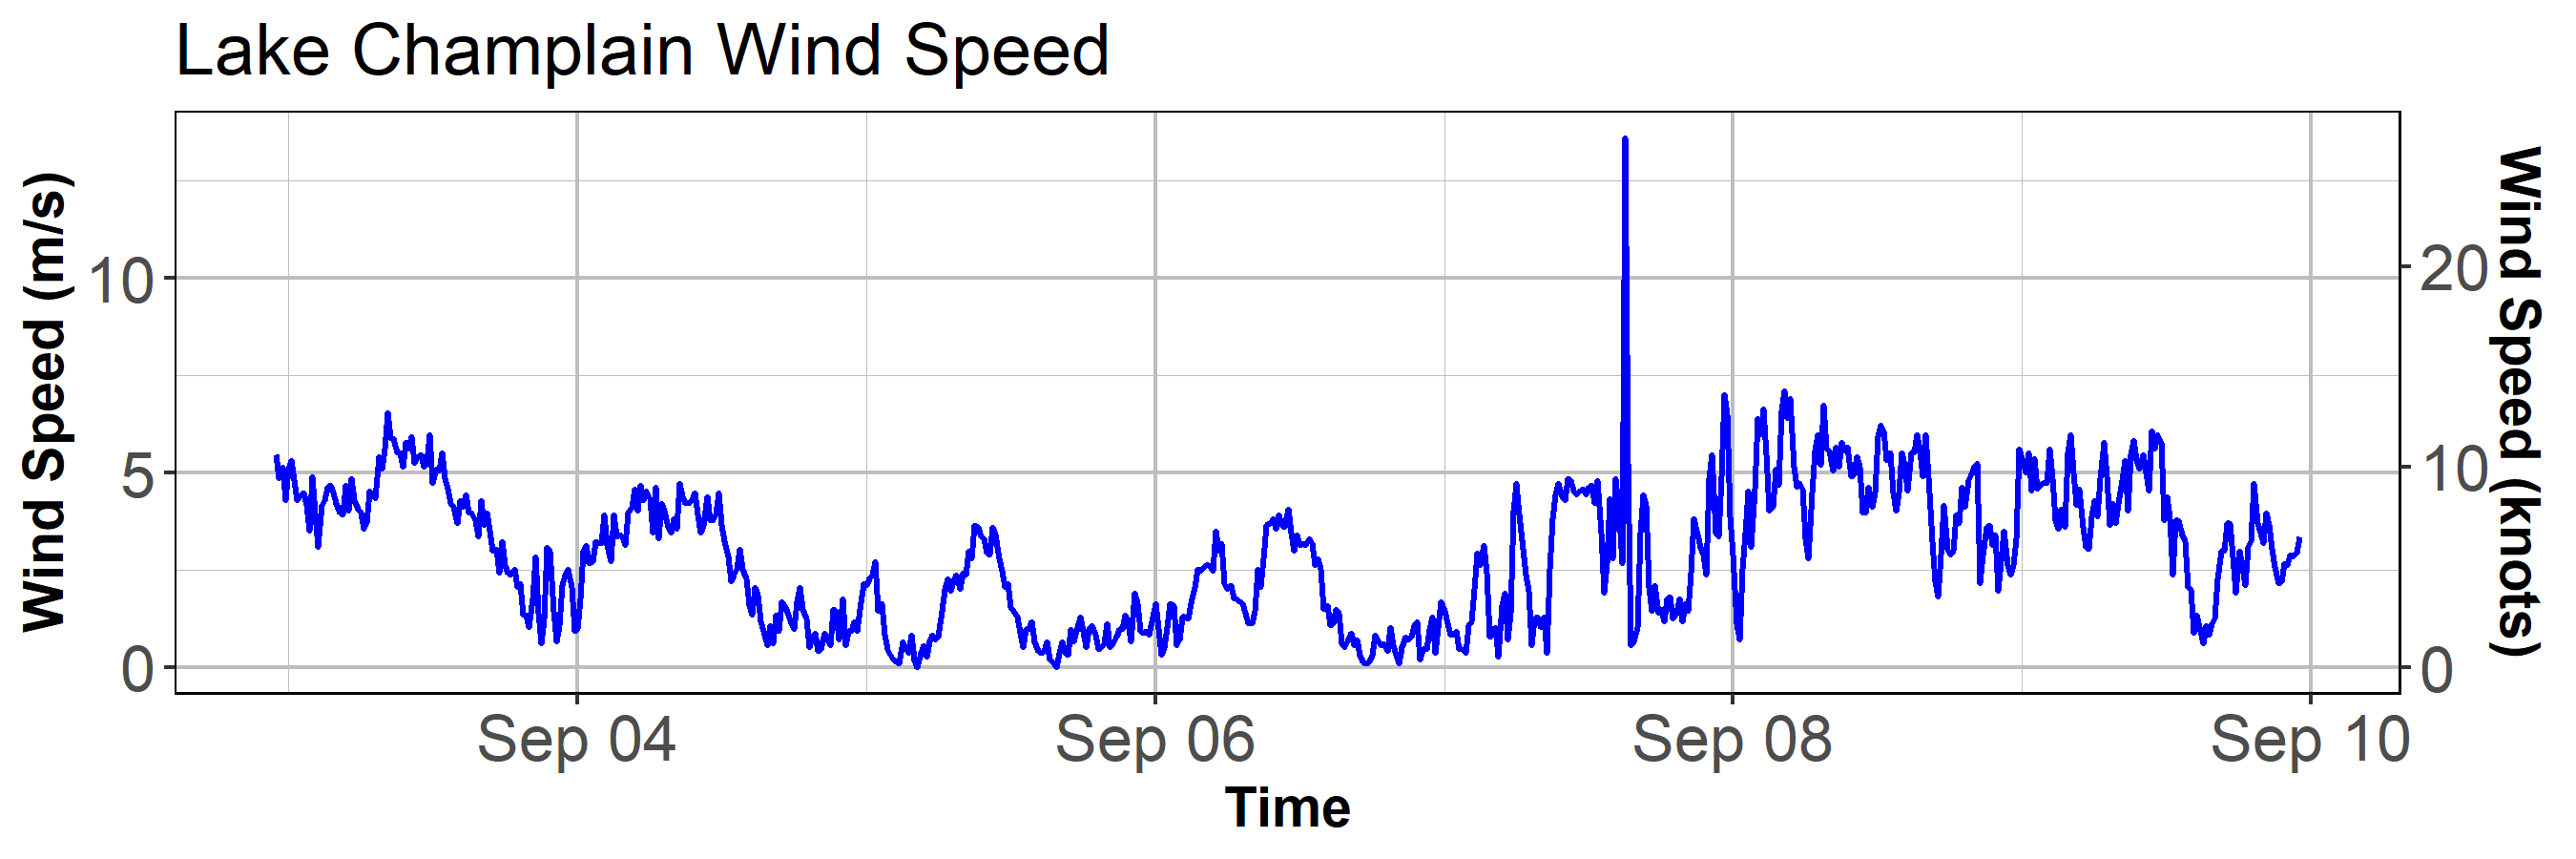 Lake Champlain Wind Speed
Wind Speed (m/s)
10
5
0
20
10
0
Wind Speed (knots)
Sep 04
Sep 06
Sep 08
Sep 10
Time